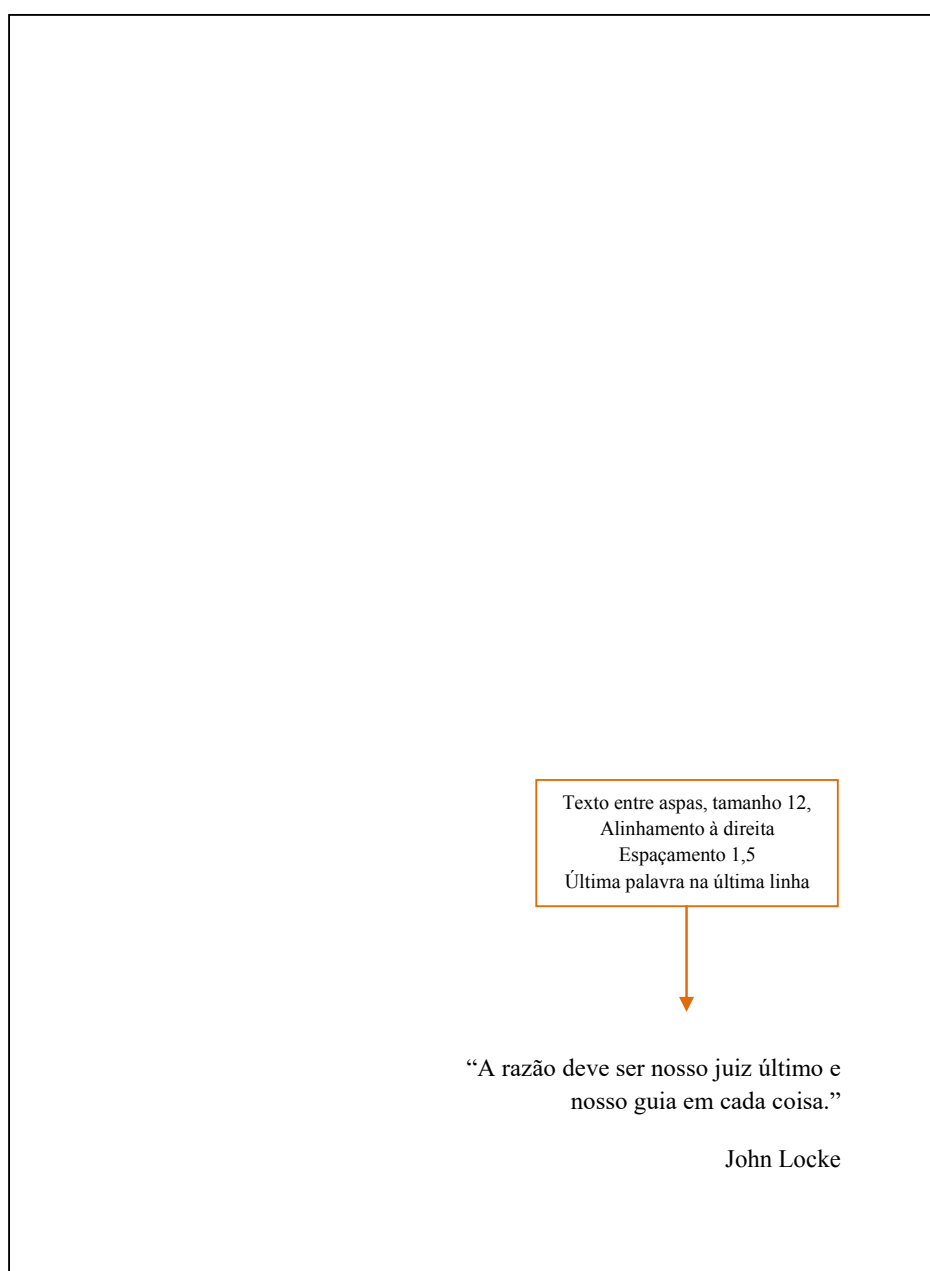 Texto entre aspas, tamanho 12,
Alinhamento à direita
Espaçamento 1,5
Última palavra na última linha
“A razão deve ser nosso juiz último e
nosso guia em cada coisa.”
John Locke